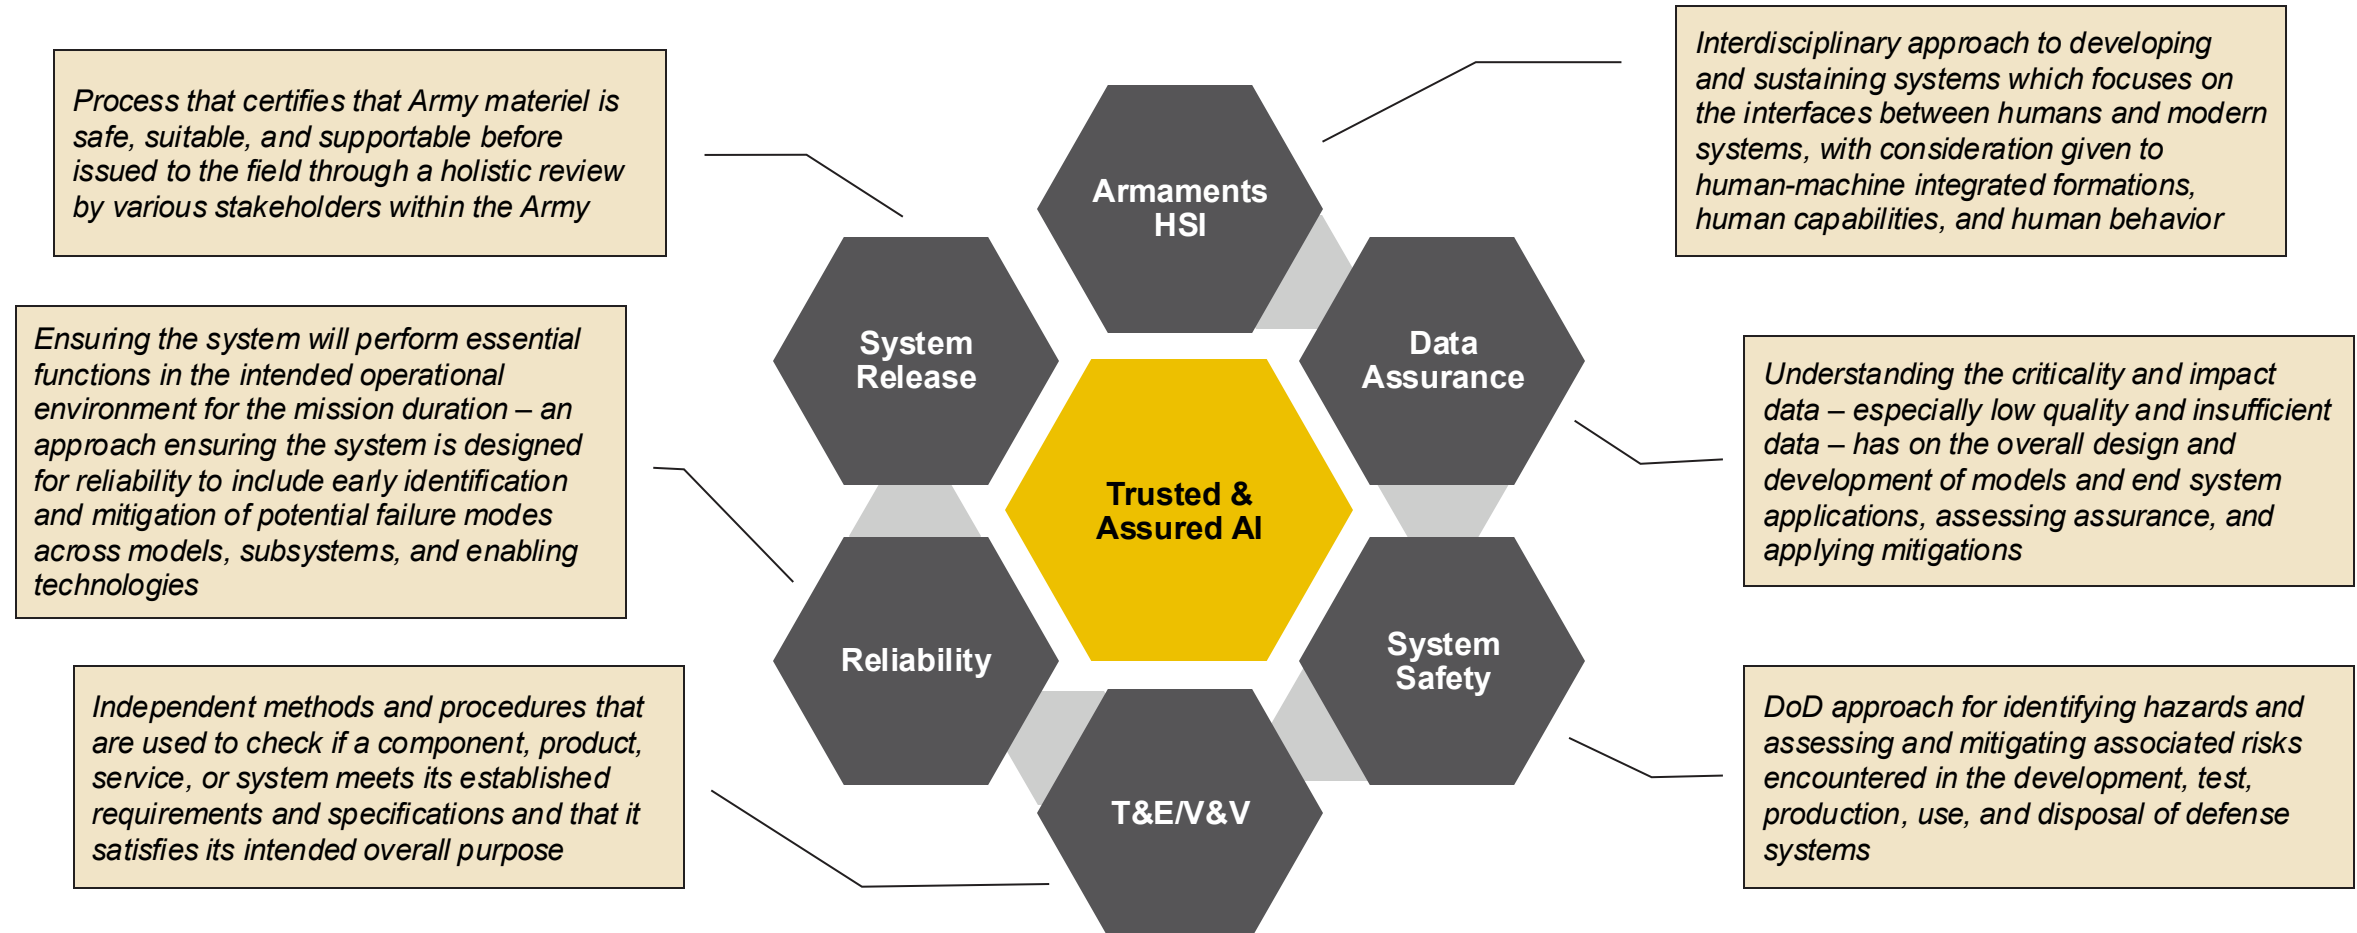 Process that certifies that Army materiel is
safe, suitable, and supportable before
issued to the field through a holistic review
by various stakeholders within the Army
Ensuring the system will perform essential
functions in the intended operational
environment for the mission duration – an
approach ensuring the system is designed
for reliability to include early identification
and mitigation of potential failure modes
across models, subsystems, and enabling
technologies
Independent methods and procedures that
are used to check if a component, product,
service, or system meets its established
requirements and specifications and that it
satisfies its intended overall purpose
Armaments
HSI
System
Release
Data
Assurance
Trusted &
Assured AI
Reliability
System
Safety
T&E/V&V
Interdisciplinary approach to developing
and sustaining systems which focuses on
the interfaces between humans and modern
systems, with consideration given to
human-machine integrated formations,
human capabilities, and human behavior
Understanding the criticality and impact
data – especially low quality and insufficient
data – has on the overall design and
development of models and end system
applications, assessing assurance, and
applying mitigations
DoD approach for identifying hazards and
assessing and mitigating associated risks
encountered in the development, test,
production, use, and disposal of defense
systems